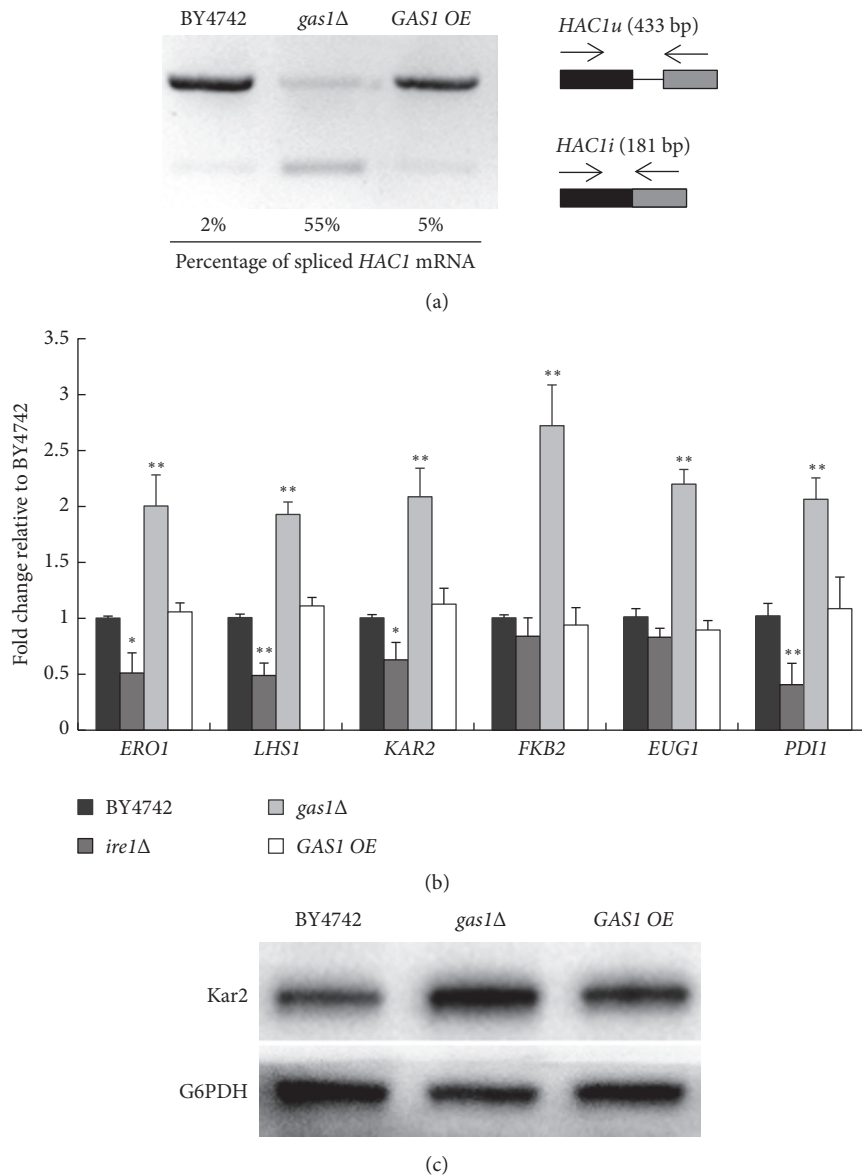 BY4742 gas1Δ GAS1 OE
HAC1u (433 bp)
HAC1i (181 bp)
2% 55% 5%
Percentage of spliced HAC1 mRNA
(a)
Fold change relative to BY4742
3.5
3
2.5
2
1.5
1
0.5
0
* ** ** ** * ** ** ** ** **
ERO1 LHS1 KAR2 FKB2 EUG1 PDI1
BY4742 gas1Δ
ire1Δ GAS1 OE
(b)
BY4742 gas1Δ GAS1 OE
Kar2
G6PDH
(c)